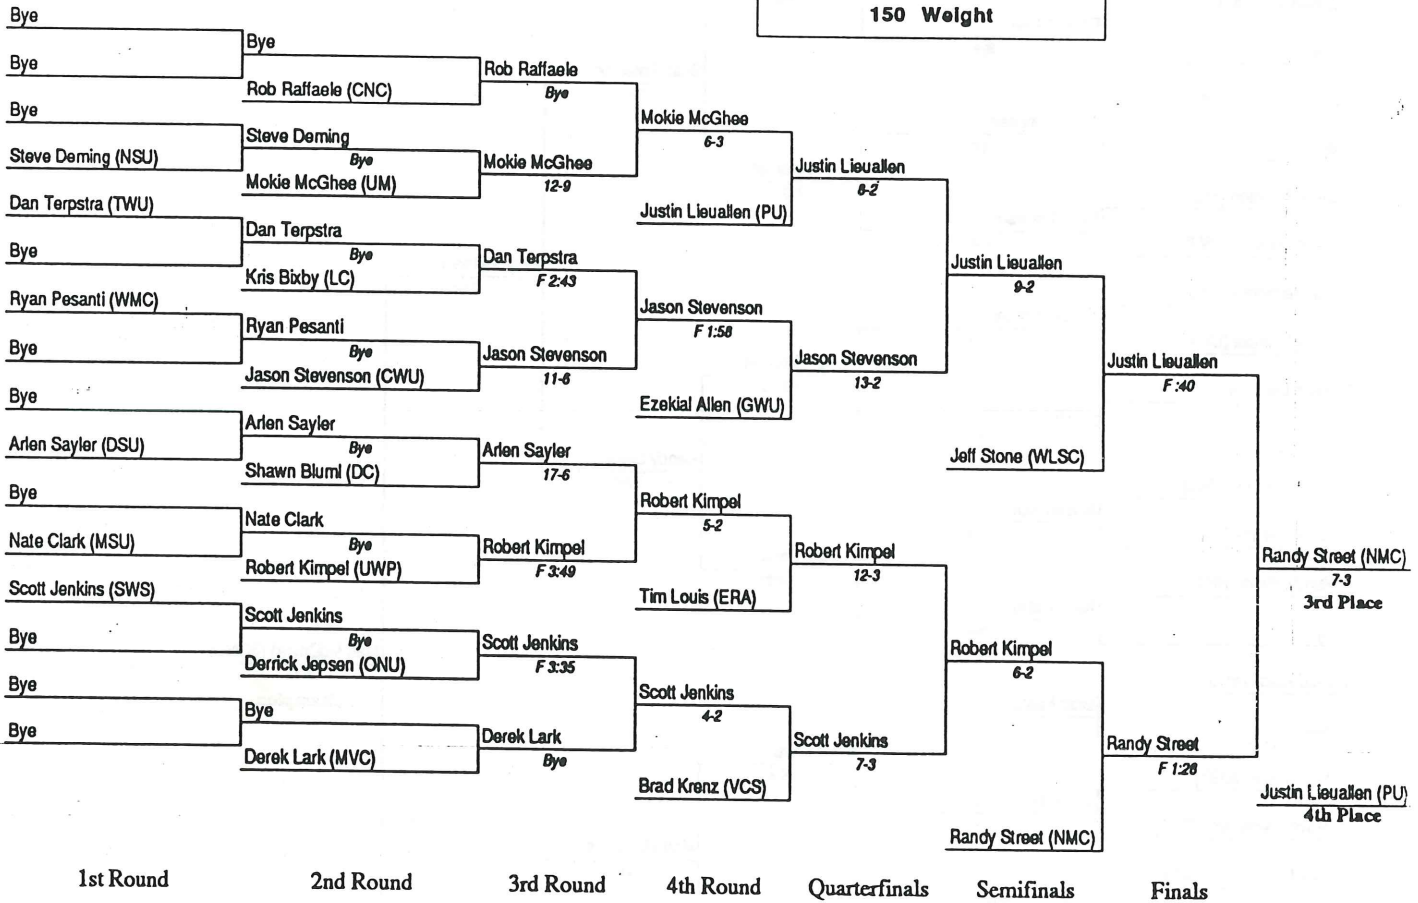 150 Weight
Bye
Bye
Bye
Steve Deming (NSU)
Dan Terpstra (TWU)
Bye
Ryan Pesanti (WMC)
Bye
Bye
Arlen Sayler (DSU)
Bye
Nate Clark (MSU)
Scott Jenkins (SWS)
Bye
Bye
Bye
1st Round
Bye
Rob Raffaele (CNC)
Steve Deming
Bye
Mokie McGhee (UM)
Dan Terpstra
Bye
Kris Bixby (LC)
Ryan Pesanti
Bye
Jason Stevenson (CWU)
Arlen Sayler
Bye
Shawn Bluml (DC)
Nate Clark
Bye
Robert Kimpel (UWP)
Scott Jenkins
Bye
Derrick Jepsen (ONU)
Bye
Derek Lark (MVC)
2nd Round
Rob Raffaele
Bye
Mokie McGhee
12-9
Dan Terpstra
F 2:43
Jason Stevenson
11-6
Arlen Sayler
17-6
Robert Kimpel
F 3:49
Scott Jenkins
F 3:35
Derek Lark
Bye
3rd Round
Mokie McGhee
6-3
Justin Lieuallen (PU)
Jason Stevenson
F 1:58
Ezekial Allen (GWU)
Robert Kimpel
5-2
Tim Louis (ERA)
Scott Jenkins
4-2
Brad Krenz (VCS)
4th Round
Justin Lieuallen
8-2
Jason Stevenson
13-2
Robert Kimpel
12-3
Scott Jenkins
7-3
Quarterfinals
Justin Lieuallen
9-2
Jeff Stone (WLSC)
Robert Kimpel
6-2
Randy Street (NMC)
Semifinals
Justin Lieuallen
F :40
Randy Street
F 1:26
Finals
Randy Street (NMC)
7-3
3rd Place
Justin Lieuallen (PU)
4th Place